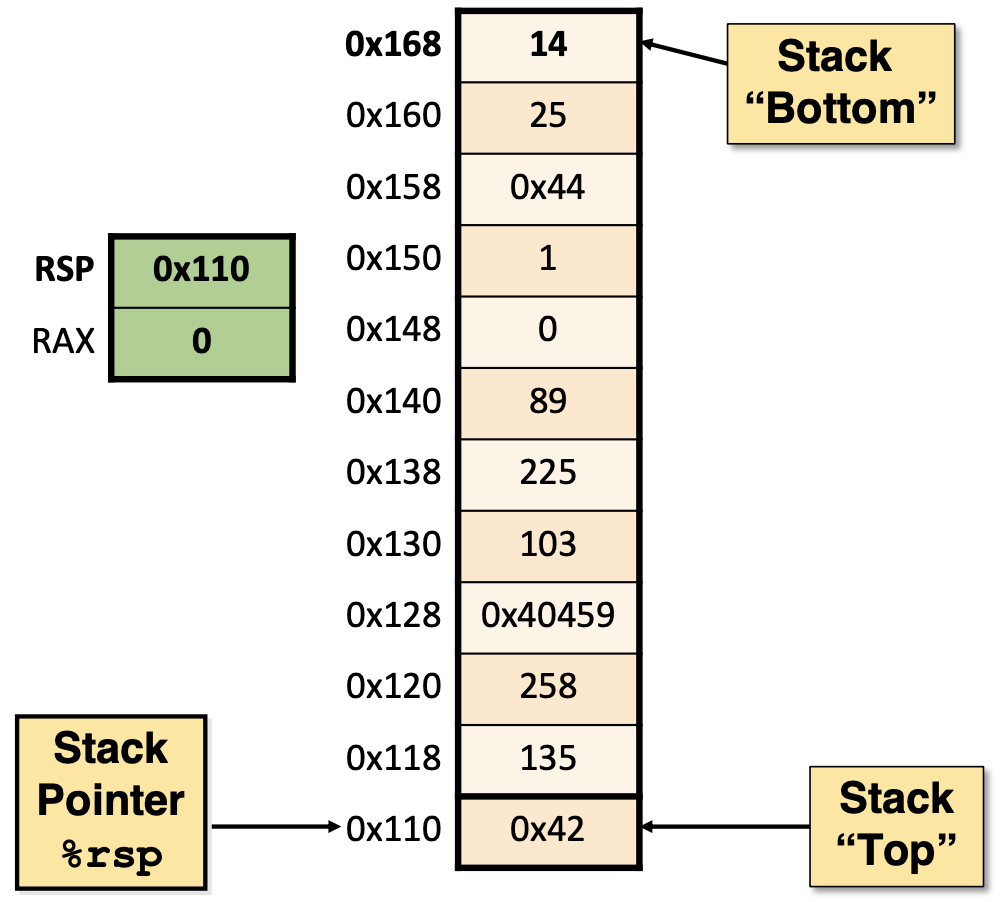 0x168 14
Stack
“Bottom”
0x160 25
0x158 0x44
RSP 0x110
0x150 1
RAX 0
0x148 0
0x140 89
0x138 225
0x130 103
0x128 0x40459
0x120 258
0x118 135
Stack
Pointer
%rsp
0x110 0x42
Stack
“Top”